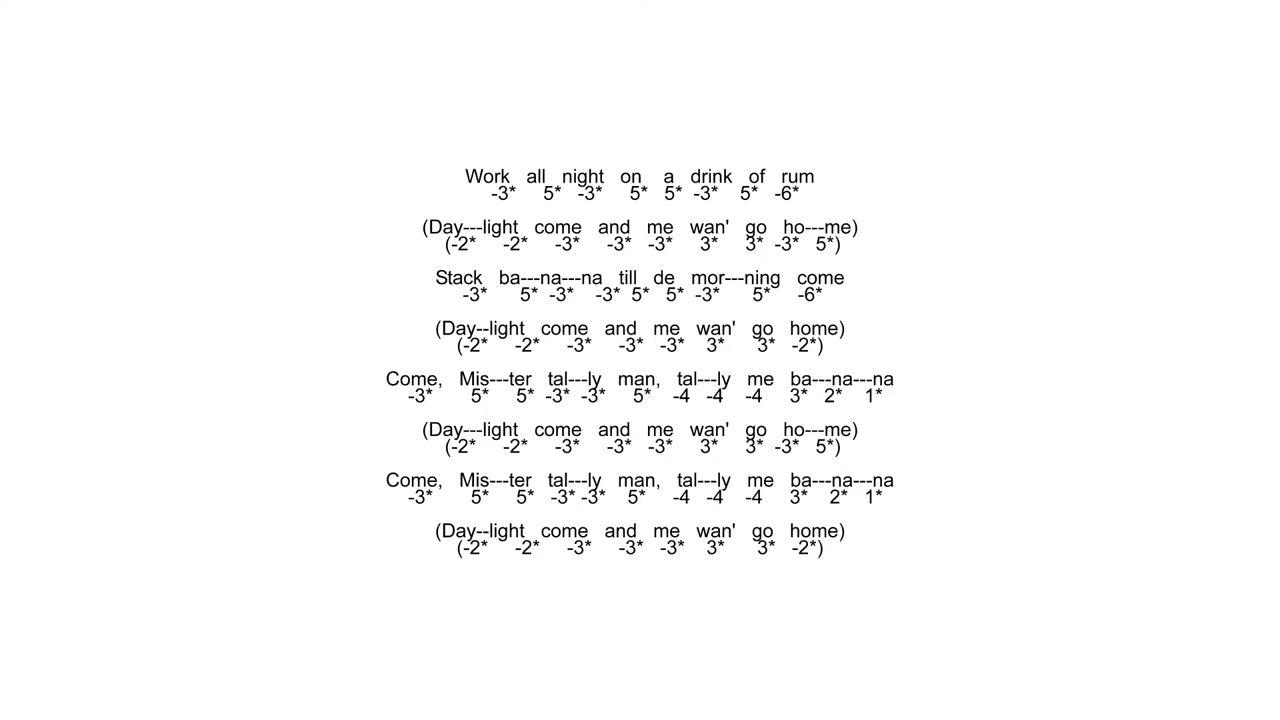 Work all night on a drink of rum
-3* 5* -3* 5* 5* -3* 5* -6*
(Day---light come and me wan' go ho---me)
(-2* -2* -3* -3* -3* 3* 3* -3* 5*)
Stack ba---na---na till de mor---ning come
-3* 5* -3* -3* 5* 5* -3* 5* -6*
(Day--light come and me wan' go home)
(-2* -2* -3* -3* -3* 3* 3* -2*)
Come, Mis---ter tal---ly man, tal---ly me ba---na---na
-3* 5* 5* -3* -3* 5* -4 -4 -4 3* 2* 1*
(Day---light come and me wan' go ho---me)
(-2* -2* -3* -3* -3* 3* 3* -3* 5*)
Come, Mis---ter tal---ly man, tal---ly me ba---na---na
-3* 5* 5* -3* -3* 5* -4 -4 -4 3* 2* 1*
(Day--light come and me wan' go home)
(-2* -2* -3* -3* -3* 3* 3* -2*)